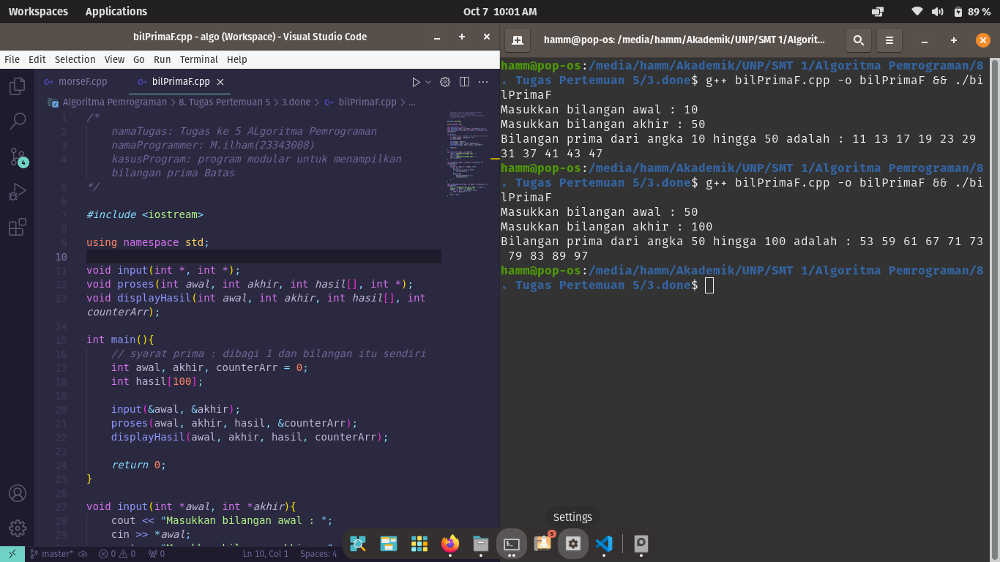 Workspaces Applications Oct 7 10:01 AM 89 %
bilPrimaF.cpp - algo (Workspace) - Visual Studio Code
File Edit Selection View Go Run Terminal Help
morseF.cpp bilPrimaF.cpp
Algoritma Pemrograman > 8. Tugas Pertemuan 5 > 3.done > bilPrimaF.cpp > ...
1 /*
2 namaTugas: Tugas ke 5 ALgoritma Pemrograman
3 namaProgrammer: M.ilham(23343008)
4 kasusProgram: program modular untuk menampilkan
bilangan prima Batas
5 */
6
7 #include <iostream>
8
9 using namespace std;
10
11 void input(int *, int *);
12 void proses(int awal, int akhir, int hasil[], int *);
13 void displayHasil(int awal, int akhir, int hasil[], int
counterArr);
14
15 int main(){
16 // syarat prima : dibagi 1 dan bilangan itu sendiri
17 int awal, akhir, counterArr = 0;
18 int hasil[100];
19
20 input(&awal, &akhir);
21 proses(awal, akhir, hasil, &counterArr);
22 displayHasil(awal, akhir, hasil, counterArr);
23
24 return 0;
25 }
26
27 void input(int *awal, int *akhir){
28 cout << "Masukkan bilangan awal : ";
29 cin >> *awal;
4
master* 0 0 0 Ln 10, Col 1 Spaces: 4
hamm@pop-os: /media/hamm/Akademik/UNP/SMT 1/Algorit...
hamm@pop-os:/media/hamm/Akademik/UNP/SMT 1/Algoritma Pemrograman/8
. Tugas Pertemuan 5/3.done$ g++ bilPrimaF.cpp -o bilPrimaF && ./bi
lPrimaF
Masukkan bilangan awal : 10
Masukkan bilangan akhir : 50
Bilangan prima dari angka 10 hingga 50 adalah : 11 13 17 19 23 29
31 37 41 43 47
hamm@pop-os:/media/hamm/Akademik/UNP/SMT 1/Algoritma Pemrograman/8
. Tugas Pertemuan 5/3.done$ g++ bilPrimaF.cpp -o bilPrimaF && ./bi
lPrimaF
Masukkan bilangan awal : 50
Masukkan bilangan akhir : 100
Bilangan prima dari angka 50 hingga 100 adalah : 53 59 61 67 71 73
79 83 89 97
hamm@pop-os:/media/hamm/Akademik/UNP/SMT 1/Algoritma Pemrograman/8
. Tugas Pertemuan 5/3.done$
Settings
5